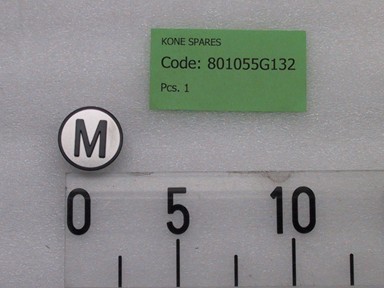 KONE SPARES
Code: 801055G132
Pcs. 1
M
0 5 10